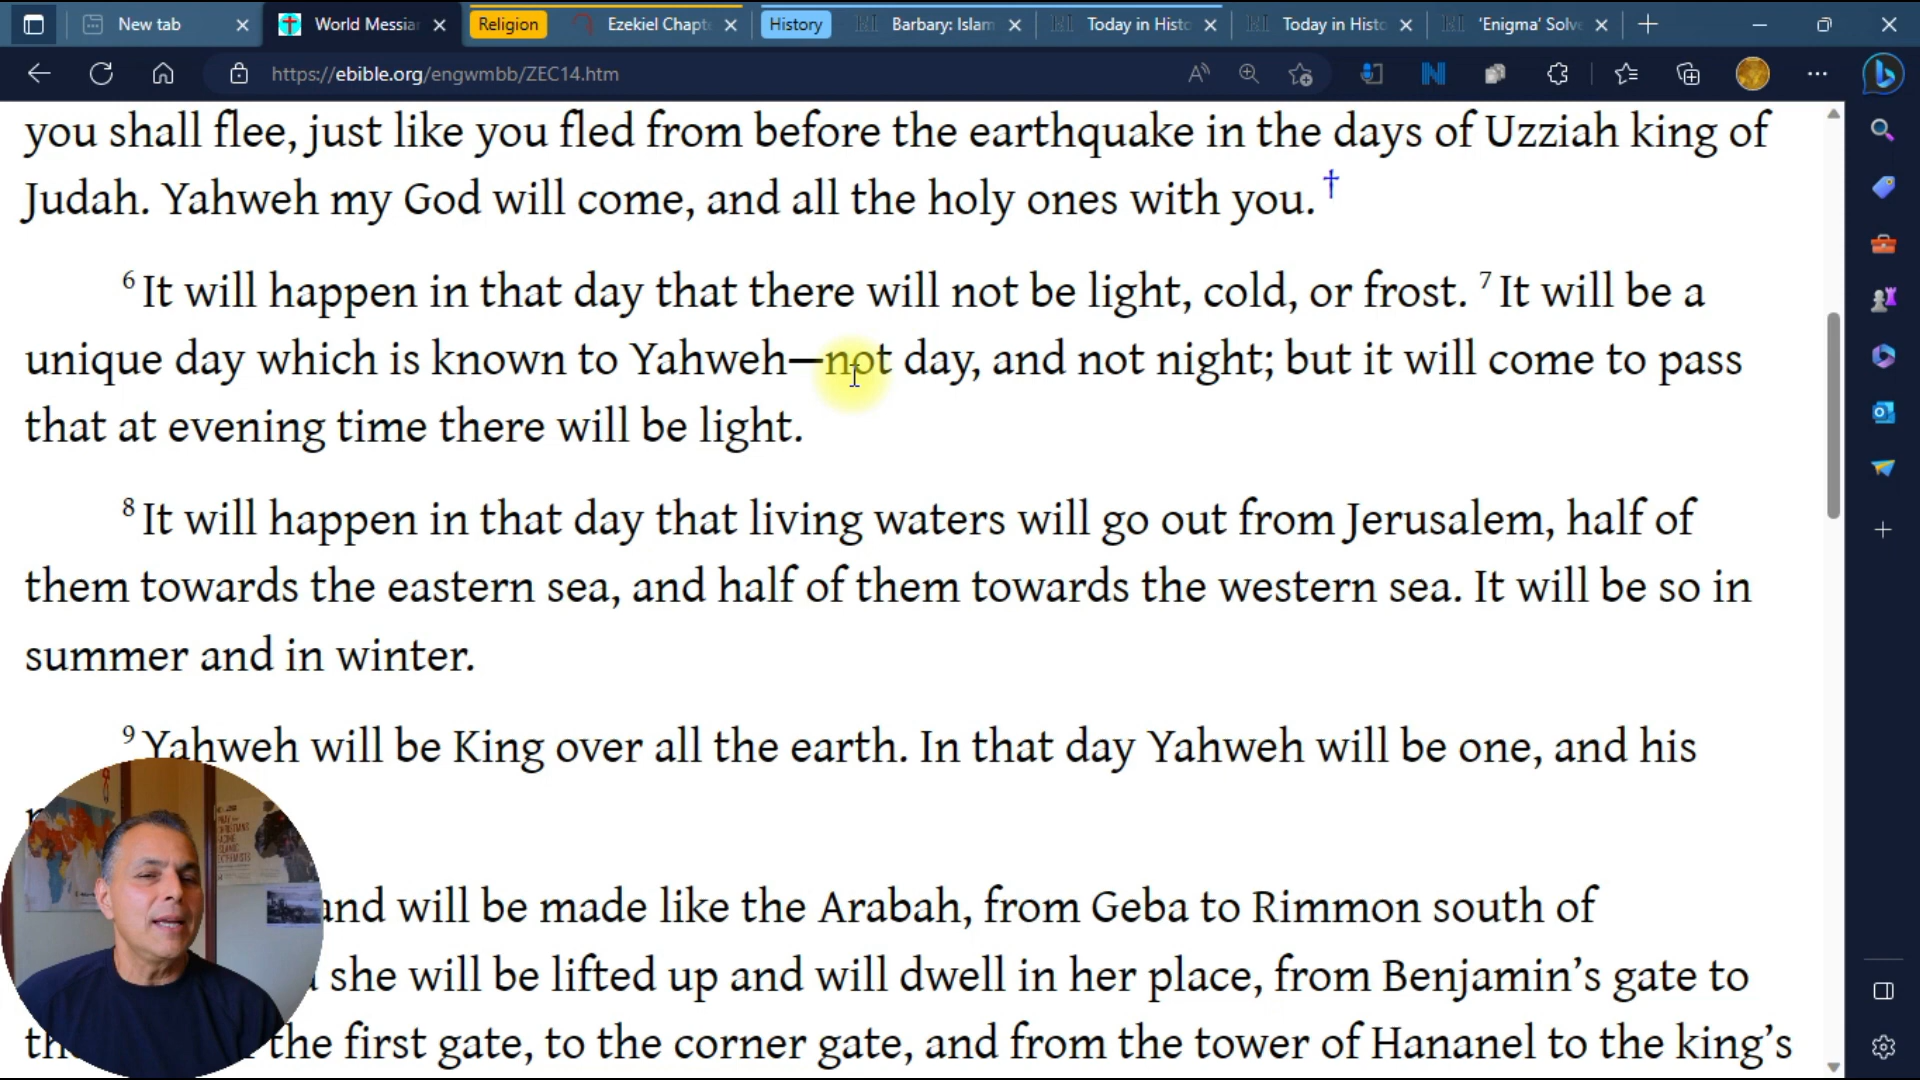 New tab
World Messia
Religion
Ezekiel Chapt
History
Barbary: Islam
Today in Histo
Today in Histo
'Enigma' Solv
https://ebible.org/engwmbb/ZEC14.htm
you shall flee, just like you fled from before the earthquake in the days of Uzziah king of
Judah. Yahweh my God will come, and all the holy ones with you.†
6 It will happen in that day that there will not be light, cold, or frost. 7 It will be a
unique day which is known to Yahweh—not day, and not night; but it will come to pass
that at evening time there will be light.
8 It will happen in that day that living waters will go out from Jerusalem, half of
them towards the eastern sea, and half of them towards the western sea. It will be so in
summer and in winter.
9 Yahweh will be King over all the earth. In that day Yahweh will be one, and his
and will be made like the Arabah, from Geba to Rimmon south of
she will be lifted up and will dwell in her place, from Benjamin's gate to
the first gate, to the corner gate, and from the tower of Hananel to the king's
PRAY for
CHRISTIANS
FACING
ISLAMIC
EXTREMISTS